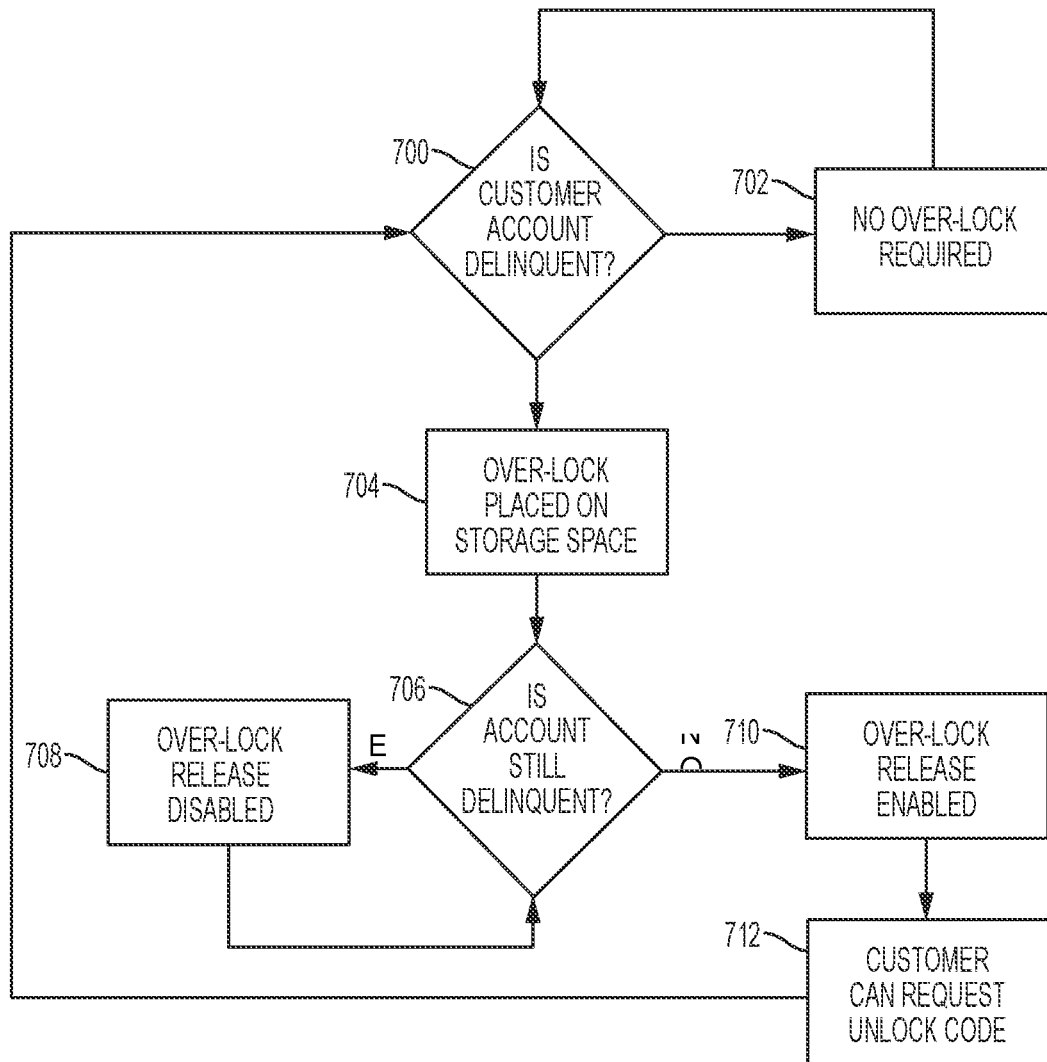 700
IS
CUSTOMER
ACCOUNT
DELINQUENT?
702
NO OVER-LOCK
REQUIRED
704
OVER-LOCK
PLACED ON
STORAGE SPACE
706
IS
ACCOUNT
STILL
DELINQUENT?
E
708
OVER-LOCK
RELEASE
DISABLED
710
OVER-LOCK
RELEASE
ENABLED
712
CUSTOMER
CAN REQUEST
UNLOCK CODE